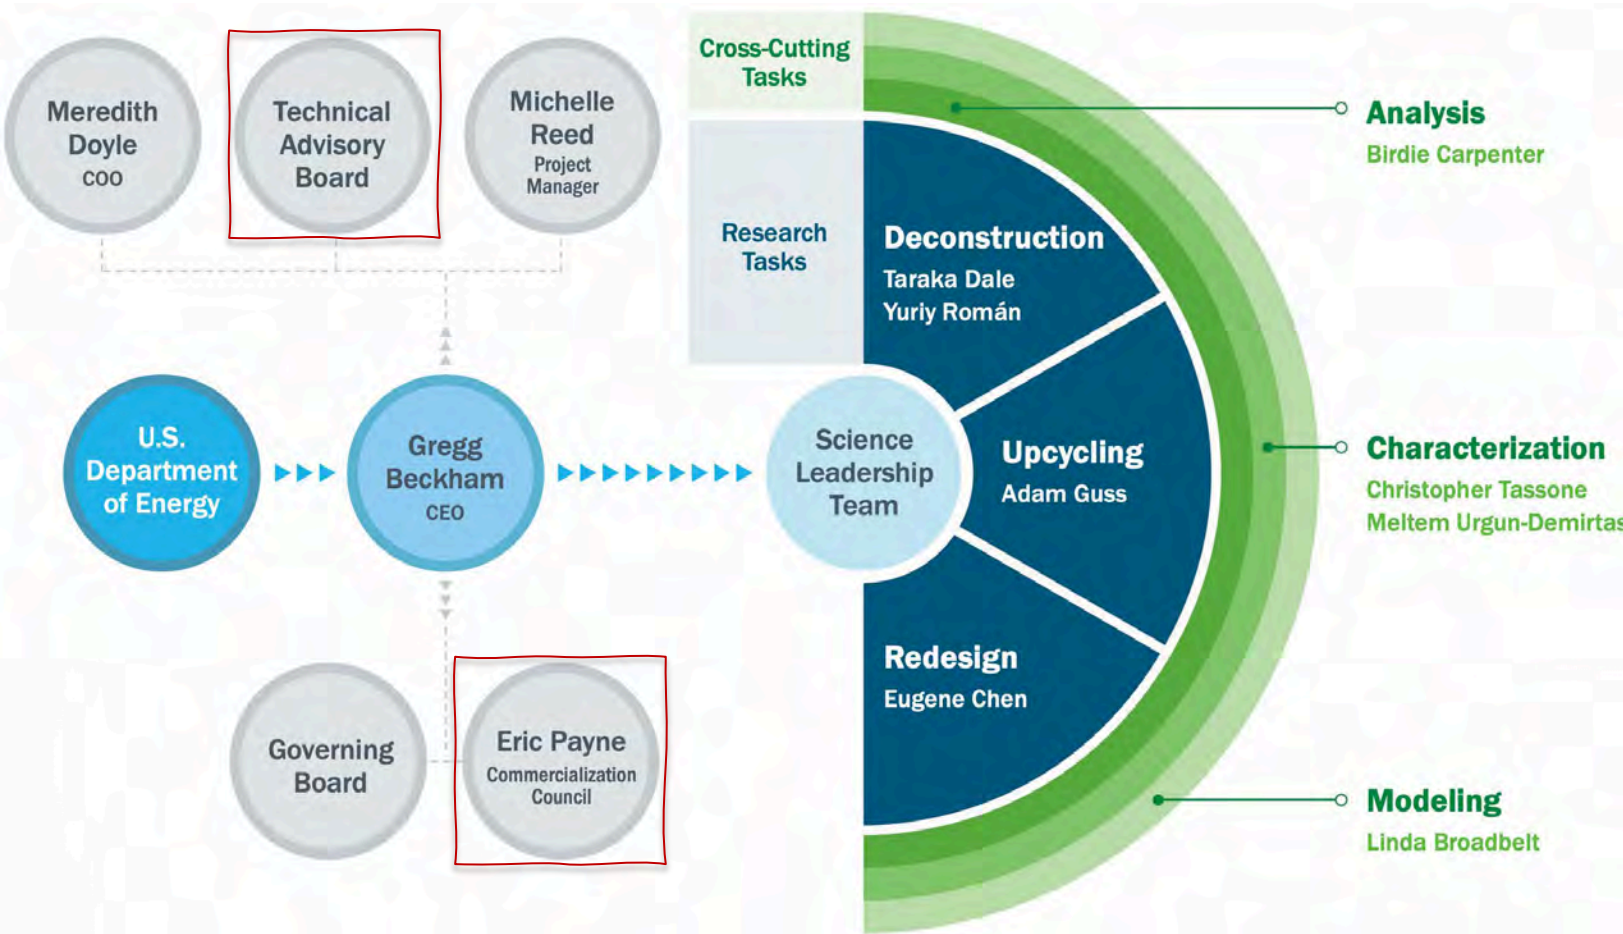 Meredith
Doyle
COO
Technical
Advisory
Board
Michelle
Reed
Project
Manager
Cross-Cutting
Tasks
Research
Tasks
Analysis
Birdie Carpenter
Deconstruction
Taraka Dale
Yuriy Román
U.S.
Department
of Energy
Gregg
Beckham
CEO
Science
Leadership
Team
Upcycling
Adam Guss
Characterization
Christopher Tassone
Meltem Urgun-Demirtas
Redesign
Eugene Chen
Governing
Board
Eric Payne
Commercialization
Council
Modeling
Linda Broadbelt